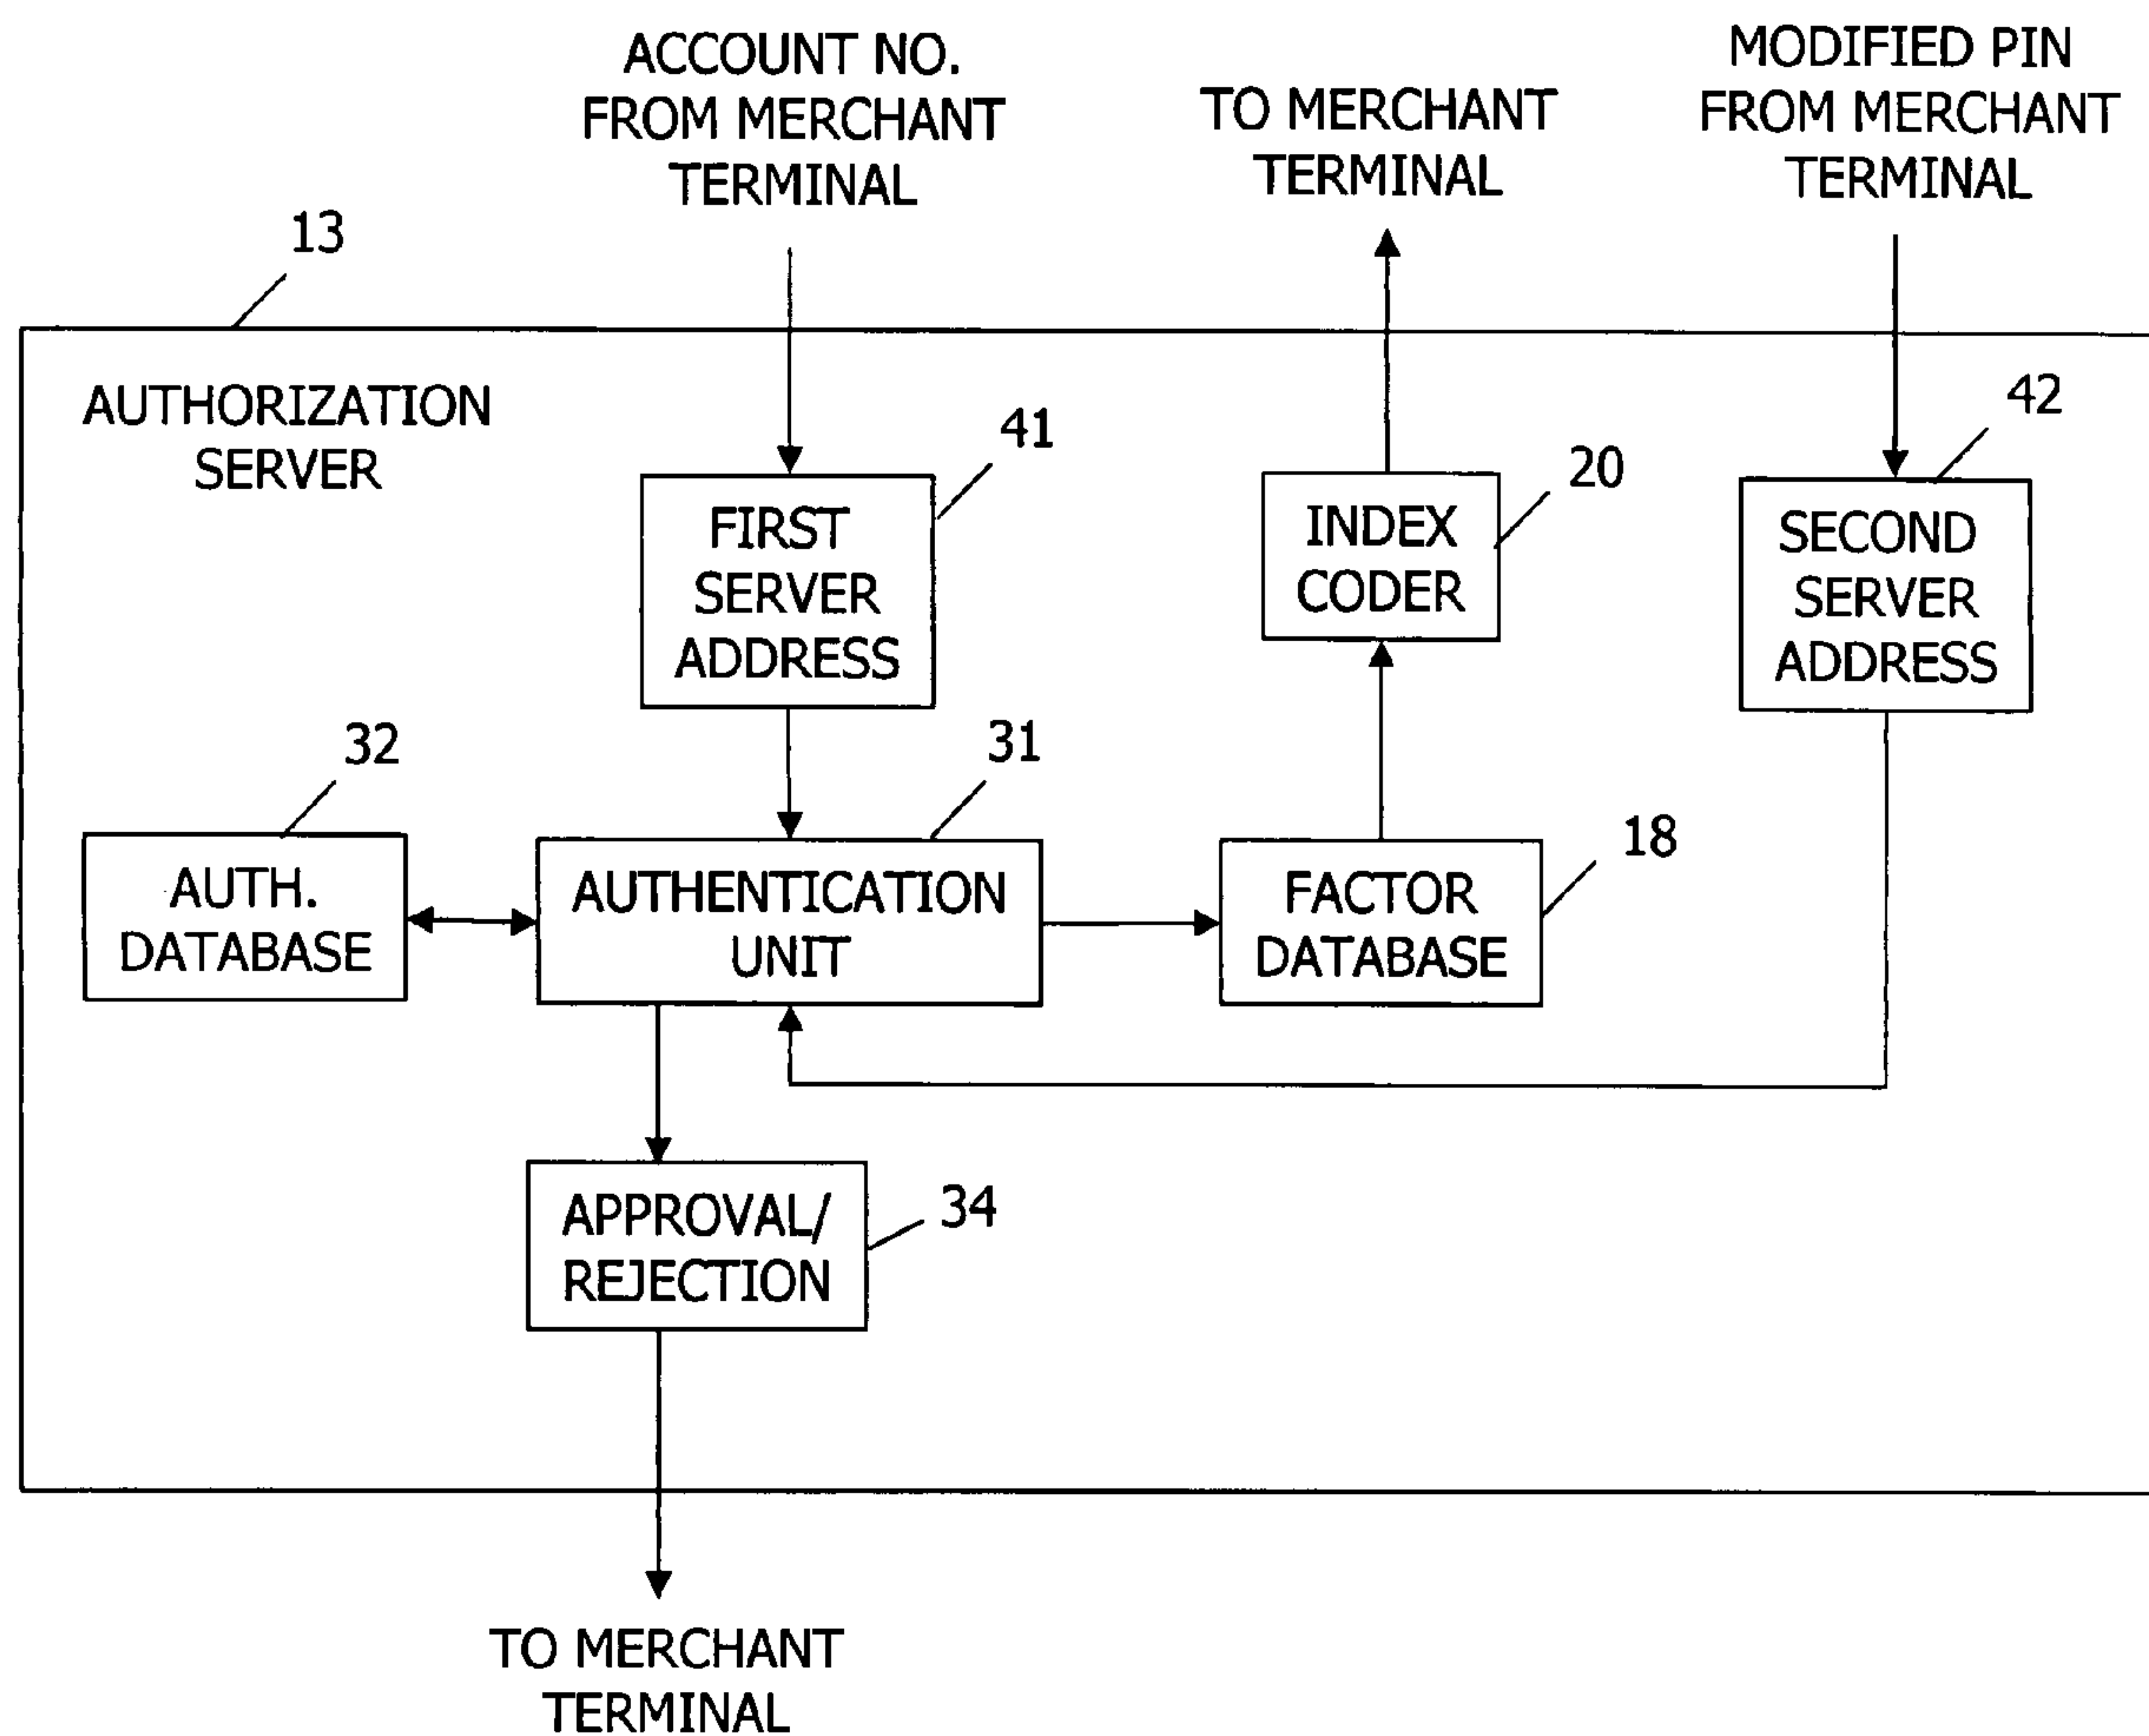 ACCOUNT NO.
FROM MERCHANT
TERMINAL
TO MERCHANT
TERMINAL
MODIFIED PIN
FROM MERCHANT
TERMINAL
13
AUTHORIZATION
SERVER
41
FIRST
SERVER
ADDRESS
20
INDEX
CODER
42
SECOND
SERVER
ADDRESS
32
AUTH.
DATABASE
31
AUTHENTICATION
UNIT
18
FACTOR
DATABASE
34
APPROVAL/
REJECTION
TO MERCHANT
TERMINAL